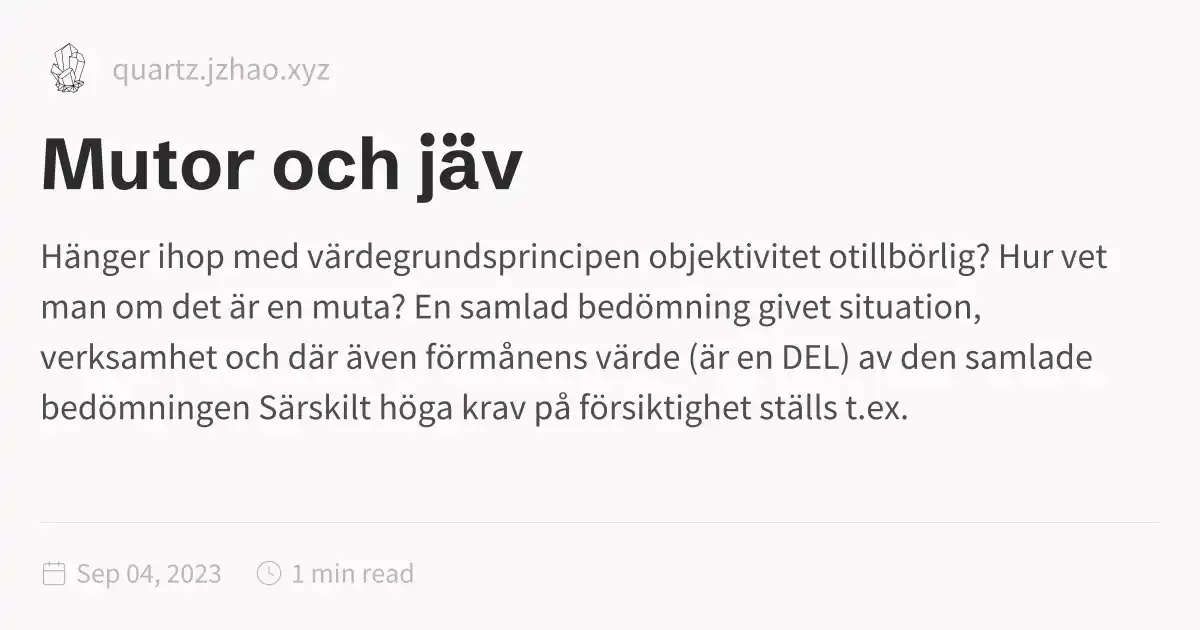 quartz.jzhao.xyz
Mutor och jäv
Hänger ihop med värdegrundsprincipen objektivitet otillbörlig? Hur vet
man om det är en muta? En samlad bedömning givet situation,
verksamhet och där även förmånens värde (är en DEL) av den samlade
bedömningen Särskilt höga krav på försiktighet ställs t.ex.
Sep 04, 2023 1 min read